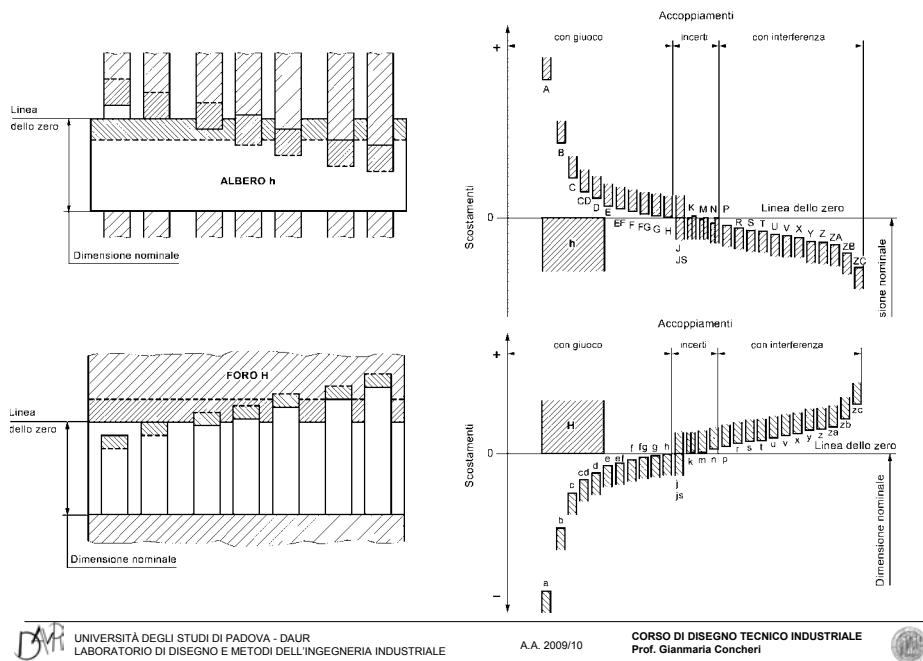 Linea
dello zero
ALBERO h
Dimensione nominale
Accoppiamenti
con giuoco
incerti
con interferenza
+
A
B
C
CD
D
E
EF F FG G H
J
JS
K M N P
R S T U V X Y Z ZA
ZB
ZC
Scostamenti
0
h
Linea dello zero
sione nominale
Linea
dello zero
FORO H
Dimensione nominale
Accoppiamenti
con giuoco
incerti
con interferenza
+
Scostamenti
H
0
a
b
c
cd
d
e ef f fg g h
j
js
k m n p
r s t u v x y z za
zb
zc
Linea dello zero
Dimensione nominale
−
UNIVERSITÀ DEGLI STUDI DI PADOVA - DAUR
LABORATORIO DI DISEGNO E METODI DELL'INGEGNERIA INDUSTRIALE
A.A. 2009/10
CORSO DI DISEGNO TECNICO INDUSTRIALE
Prof. Gianmaria Concheri